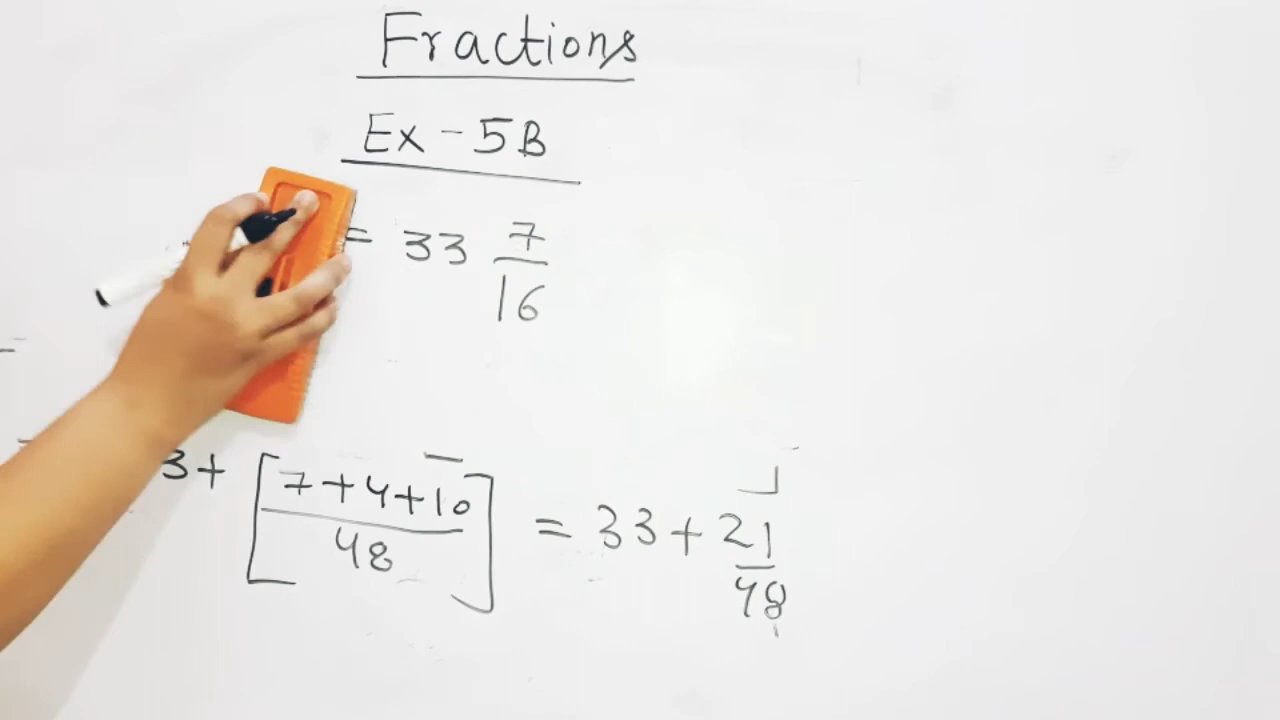 Fractions
Ex - 5B
= 33 7/16
3 + [7+4+10/48] = 33 + 21/48